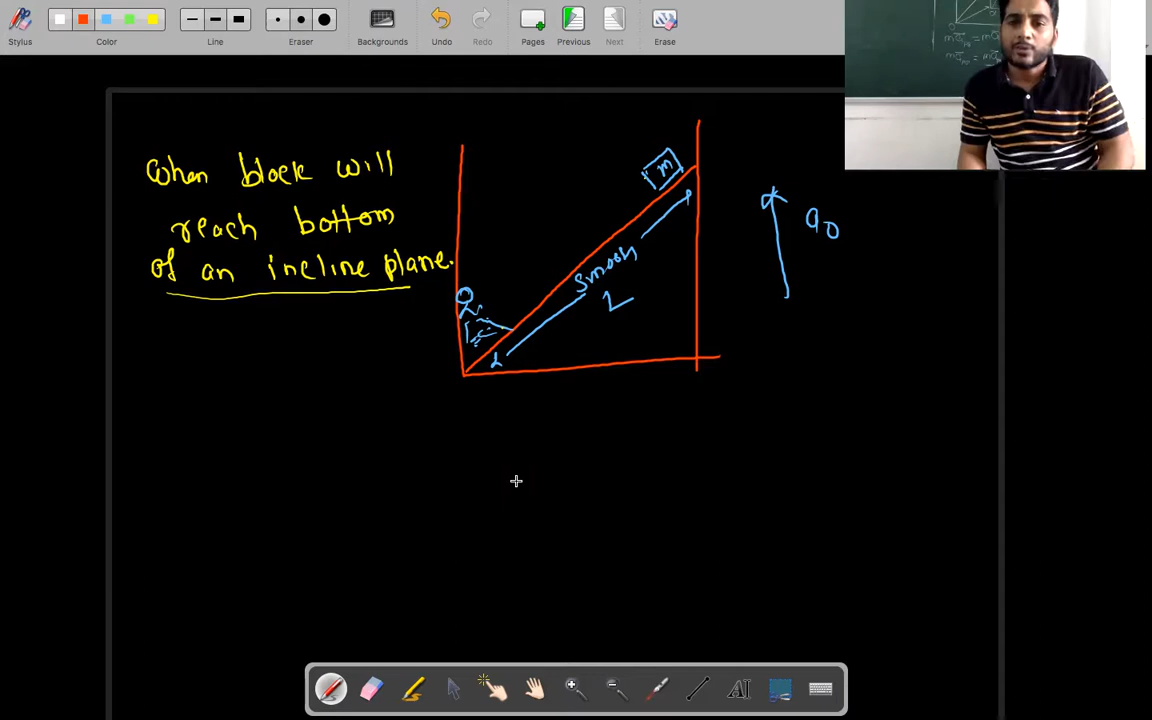 Stylus
Color
Line
Eraser
Backgrounds
Undo
Redo
Pages
Previous
Next
Erase
When block will
reach bottom
of an incline plane.
m
a0
Smooth
L